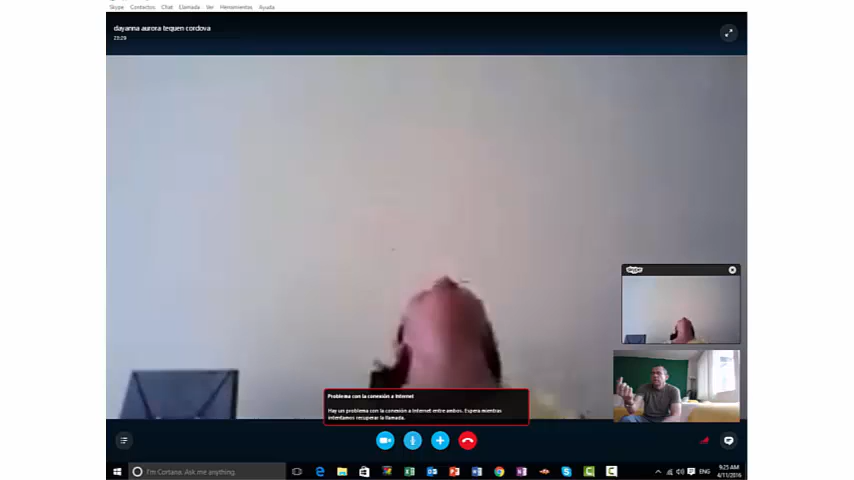 Skype Contactos Chat Llamada Ver Herramientas Ayuda
dayanna aurora tequen cordova
23:29
skype
Problema con la conexión a Internet
Hay un problema con la conexión a Internet entre ambos. Espera mientras
intentamos recuperar la llamada.
I'm Cortana. Ask me anything.
ENG
9:25 AM
4/11/2016